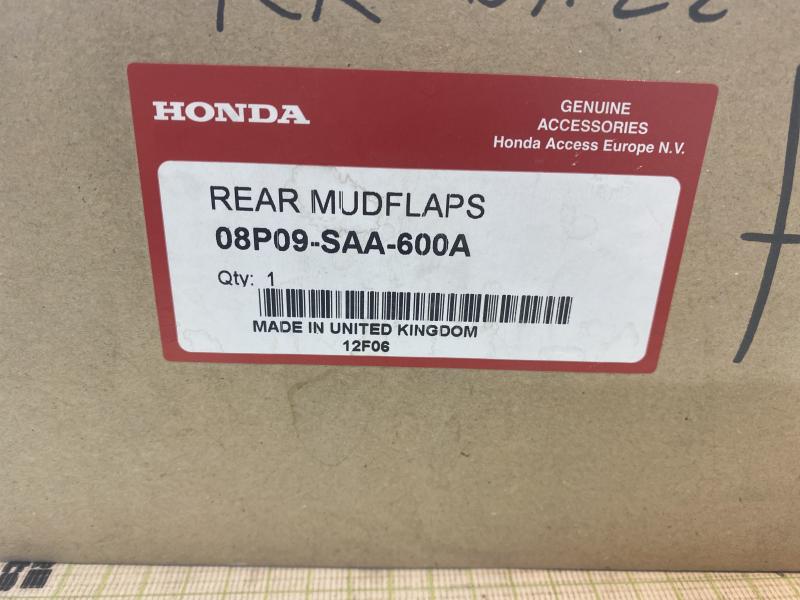 HONDA
GENUINE
ACCESSORIES
Honda Access Europe N.V.
REAR MUDFLAPS
08P09-SAA-600A
Qty: 1
MADE IN UNITED KINGDOM
12F06